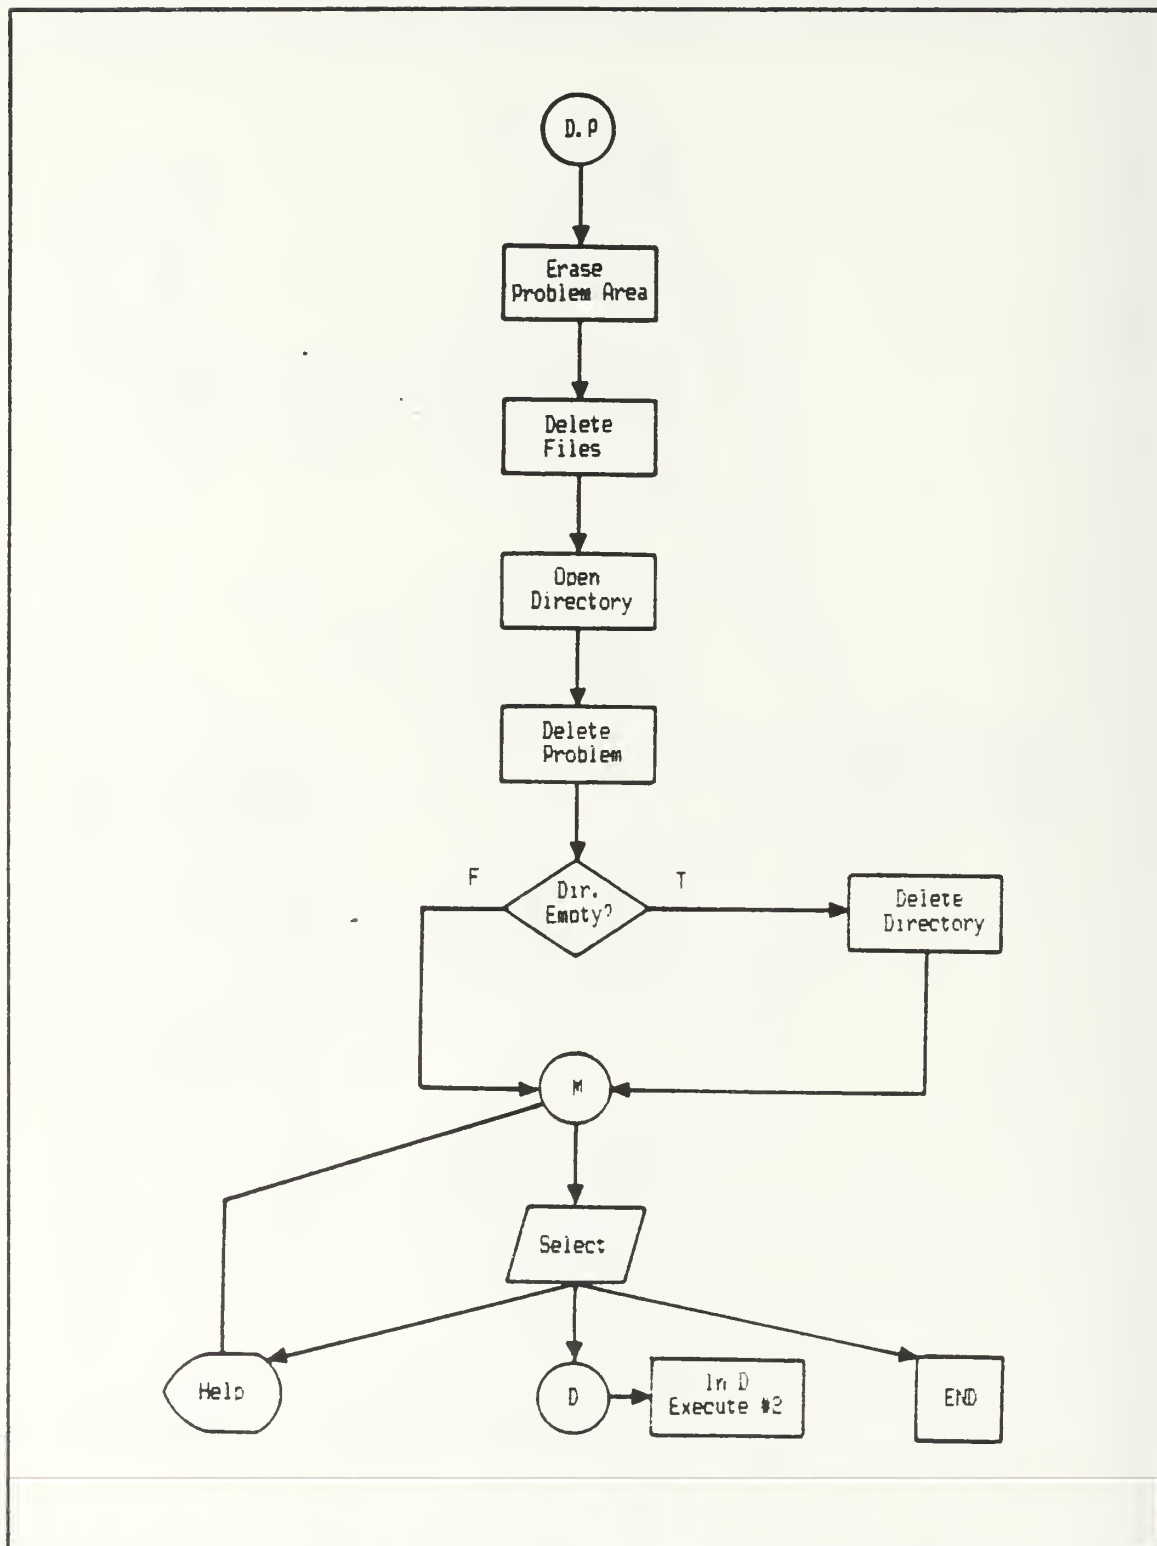 D.P
Erase
Problem Area
Delete
Files
Open
Directory
Delete
Problem
F
Dir.
Empty?
T
Delete
Directory
M
Select
Help
D
In D
Execute #2
END